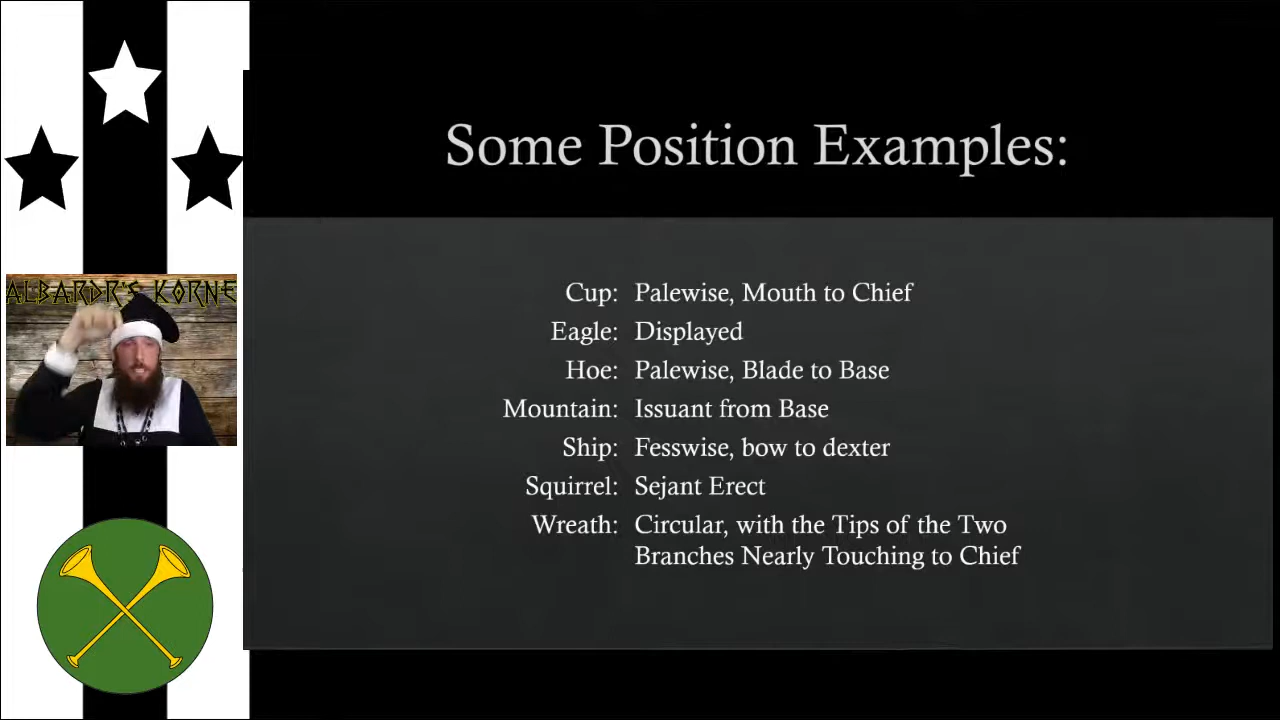 Some Position Examples:
ALBARDR'S KORNE
Cup: Palewise, Mouth to Chief
Eagle: Displayed
Hoe: Palewise, Blade to Base
Mountain: Issuant from Base
Ship: Fesswise, bow to dexter
Squirrel: Sejant Erect
Wreath: Circular, with the Tips of the Two
Branches Nearly Touching to Chief